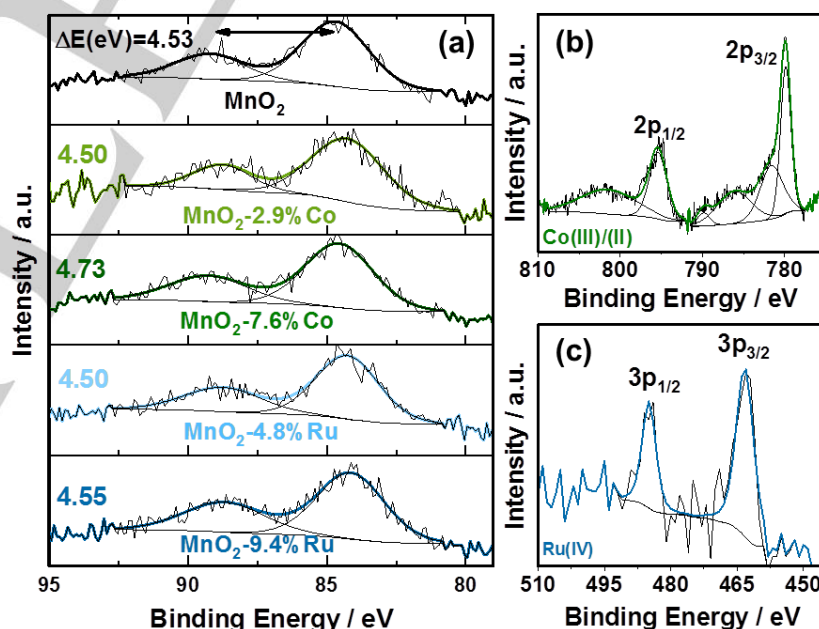 (a)
ΔE(eV)=4.53
MnO₂
4.50
MnO₂-2.9% Co
4.73
MnO₂-7.6% Co
4.50
MnO₂-4.8% Ru
4.55
MnO₂-9.4% Ru
Intensity / a.u.
95 90 85 80
Binding Energy / eV
(b)
2p₃/₂
2p₁/₂
Co(III)/(II)
Intensity / a.u.
810 800 790 780
Binding Energy / eV
(c)
3p₃/₂
3p₁/₂
Ru(IV)
Intensity / a.u.
510 495 480 465 450
Binding Energy / eV